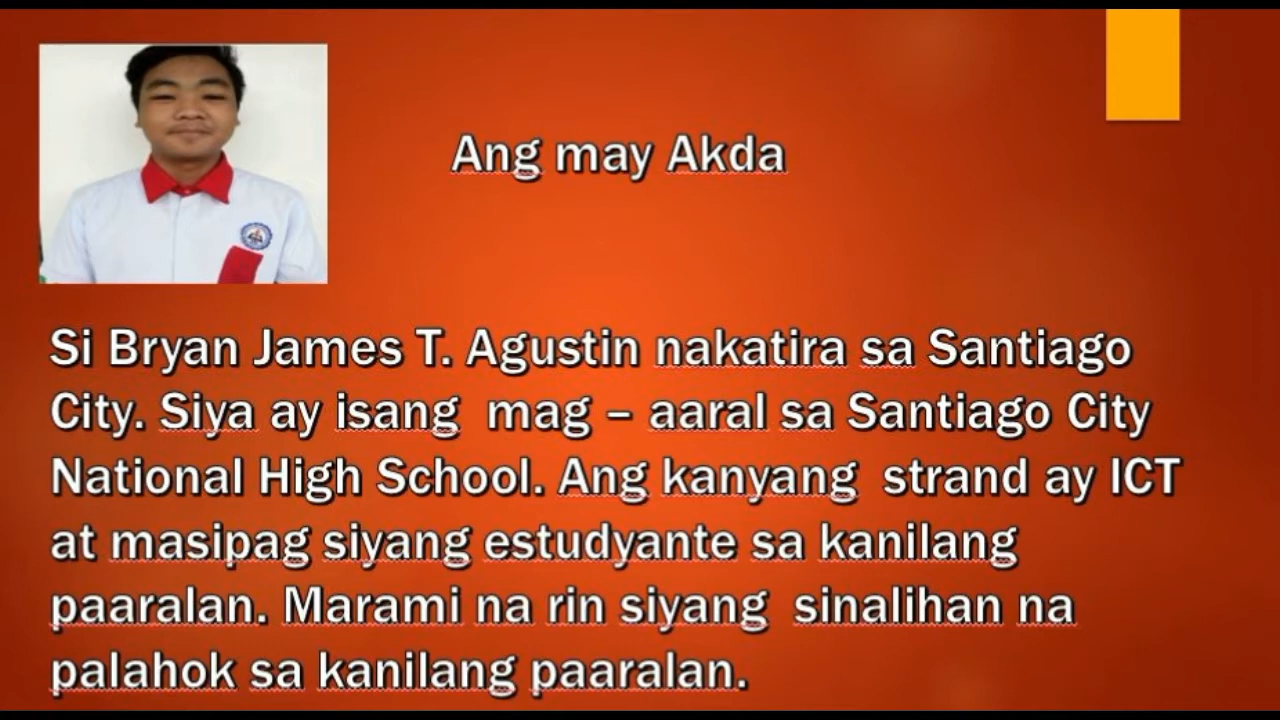 Ang may Akda
Si Bryan James T. Agustin nakatira sa Santiago
City. Siya ay isang mag – aaral sa Santiago City
National High School. Ang kanyang strand ay ICT
at masipag siyang estudyante sa kanilang
paaralan. Marami na rin siyang sinalihan na
palahok sa kanilang paaralan.